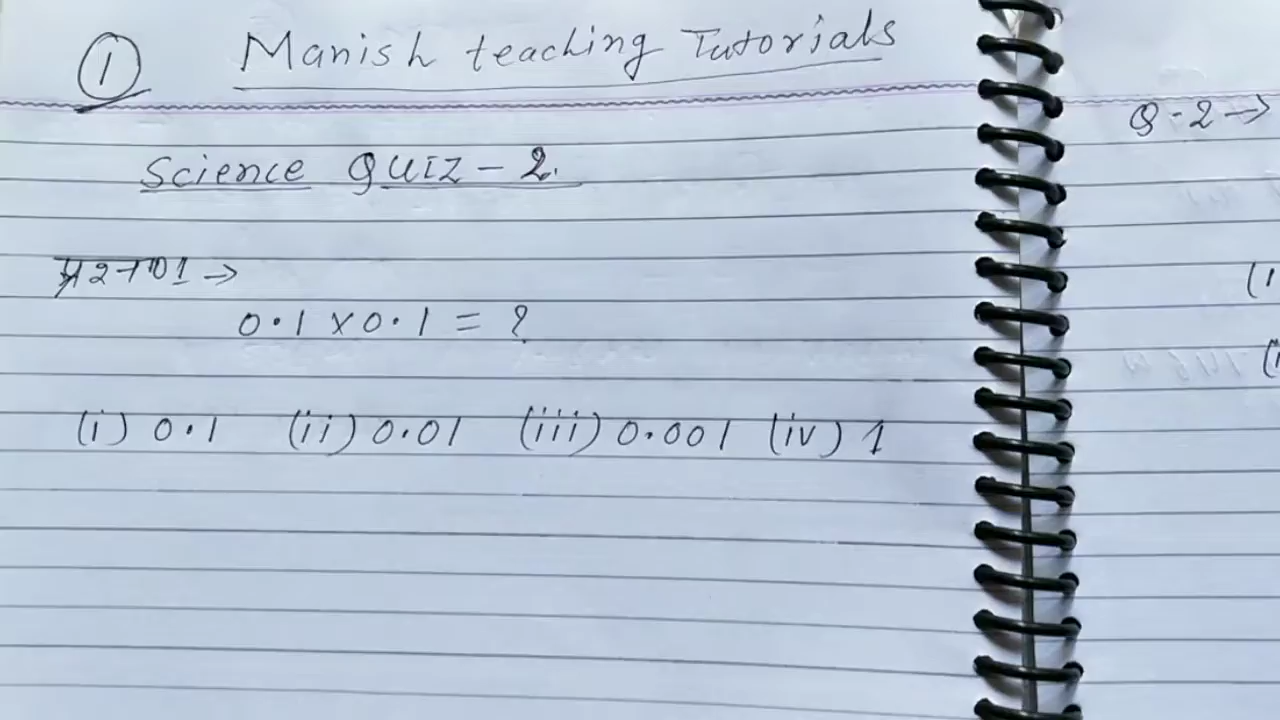 ① Manish teaching Tutorials
Science QUIZ - 2.
प्रश्न 01 →
0.1 x 0.1 = ?
(i) 0.1 (ii) 0.01 (iii) 0.001 (iv) 1
Q - 2 →